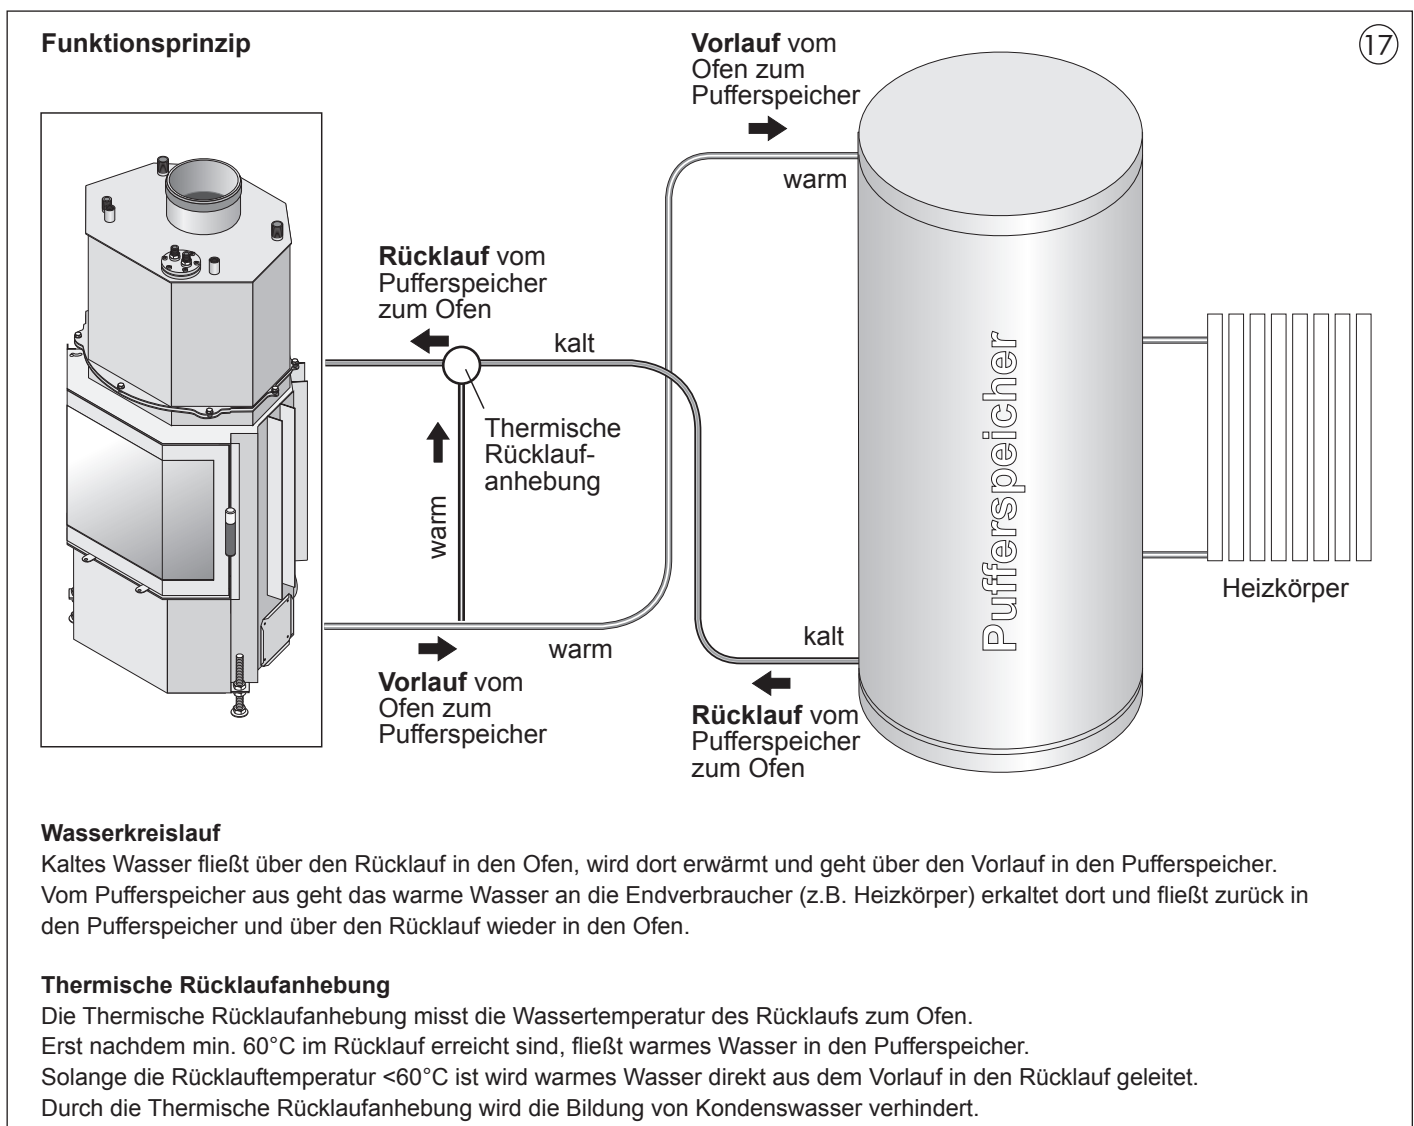 Funktionsprinzip
17
Vorlauf vom
Ofen zum
Pufferspeicher
warm
Rücklauf vom
Pufferspeicher
zum Ofen
kalt
Thermische
Rücklauf-
anhebung
warm
Pufferspeicher
Heizkörper
warm
Vorlauf vom
Ofen zum
Pufferspeicher
kalt
Rücklauf vom
Pufferspeicher
zum Ofen
Wasserkreislauf
Kaltes Wasser fließt über den Rücklauf in den Ofen, wird dort erwärmt und geht über den Vorlauf in den Pufferspeicher.
Vom Pufferspeicher aus geht das warme Wasser an die Endverbraucher (z.B. Heizkörper) erkaltet dort und fließt zurück in
den Pufferspeicher und über den Rücklauf wieder in den Ofen.
Thermische Rücklaufanhebung
Die Thermische Rücklaufanhebung misst die Wassertemperatur des Rücklaufs zum Ofen.
Erst nachdem min. 60°C im Rücklauf erreicht sind, fließt warmes Wasser in den Pufferspeicher.
Solange die Rücklauftemperatur <60°C ist wird warmes Wasser direkt aus dem Vorlauf in den Rücklauf geleitet.
Durch die Thermische Rücklaufanhebung wird die Bildung von Kondenswasser verhindert.